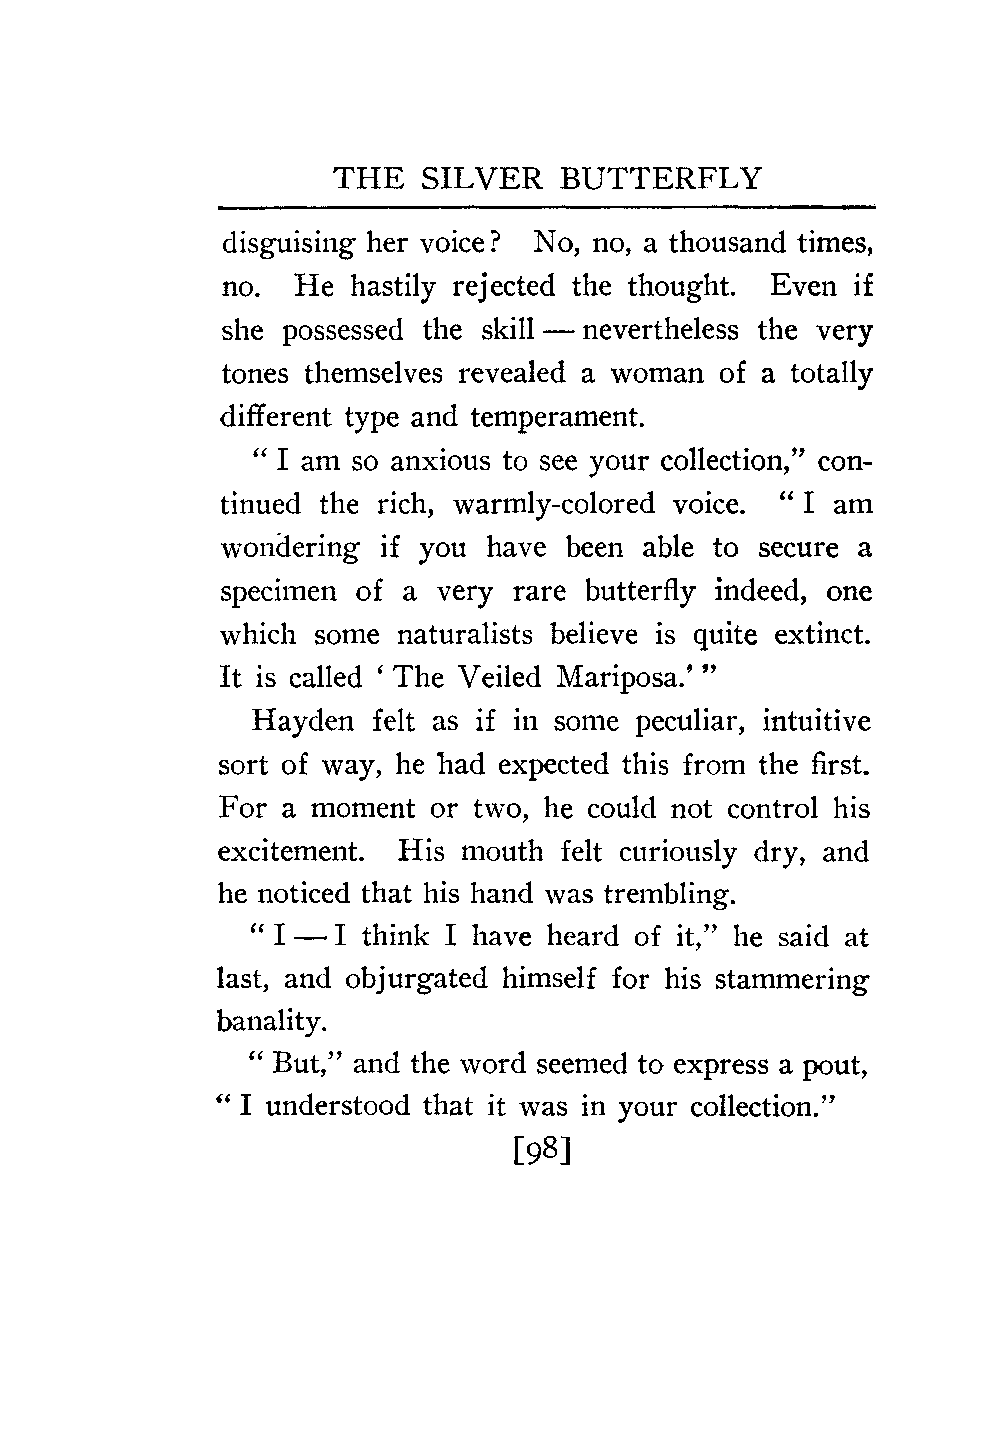 THE SILVER BUTTERFLY
disguising her voice? No, no, a thousand times,
no. He hastily rejected the thought. Even if
she possessed the skill — nevertheless the very
tones themselves revealed a woman of a totally
different type and temperament.
“ I am so anxious to see your collection,” con-
tinued the rich, warmly-colored voice. “ I am
wondering if you have been able to secure a
specimen of a very rare butterfly indeed, one
which some naturalists believe is quite extinct.
It is called ‘ The Veiled Mariposa.’ ”
Hayden felt as if in some peculiar, intuitive
sort of way, he had expected this from the first.
For a moment or two, he could not control his
excitement. His mouth felt curiously dry, and
he noticed that his hand was trembling.
“ I — I think I have heard of it,” he said at
last, and objurgated himself for his stammering
banality.
“ But,” and the word seemed to express a pout,
“ I understood that it was in your collection.”
[98]